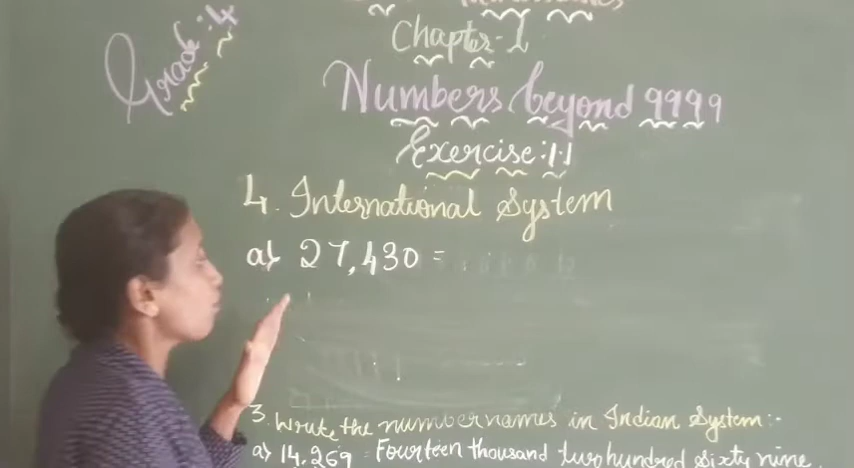 Grade:4
Chapter-1
Numbers beyond 9999
Exercise:1.1
4. International System
a) 27,430 =
3. Write the number names in Indian System:-
a) 14,269 = Fourteen thousand two hundred sixty nine